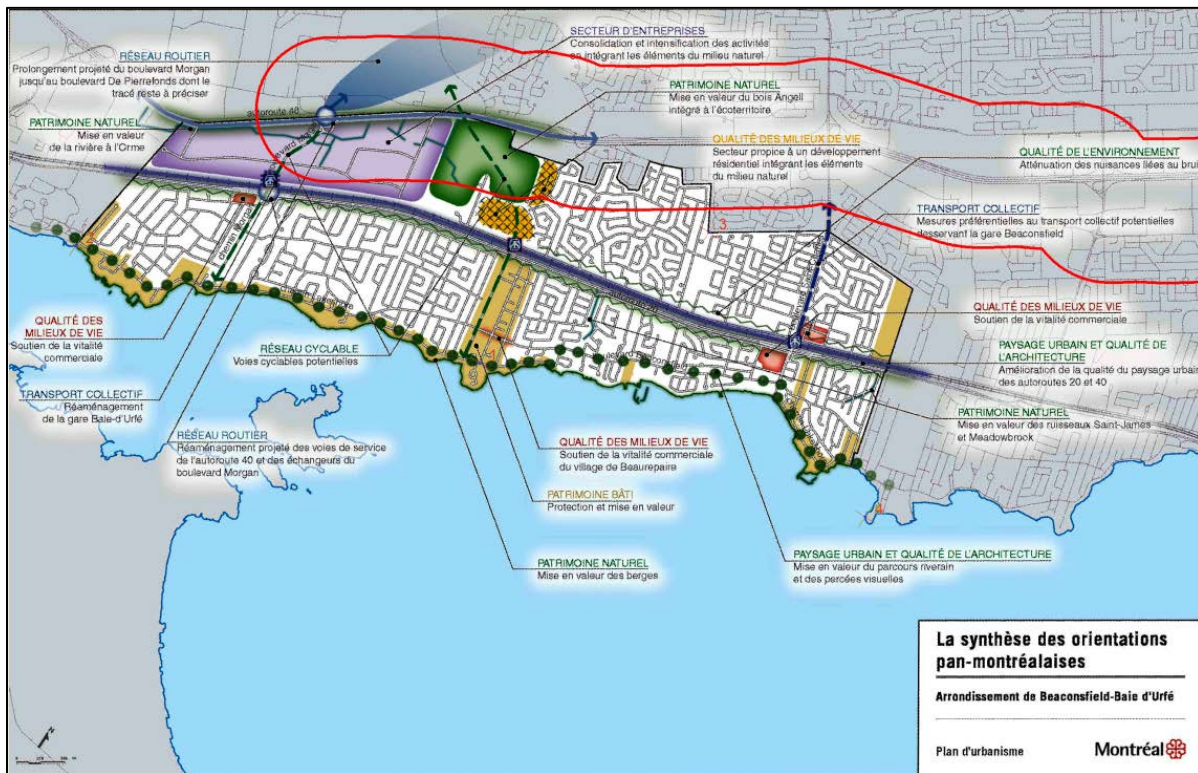 RÉSEAU ROUTIER
Prolongement projeté du boulevard Morgan
jusqu'au boulevard De Pierrefonds dont le
tracé reste à préciser
SECTEUR D'ENTREPRISES
Consolidation et intensification des activités
en intégrant les éléments du milieu naturel
PATRIMOINE NATUREL
Mise en valeur du bois Angell
intégré à l'écoterritoire
PATRIMOINE NATUREL
Mise en valeur
de la rivière à l'Orme
autoroute 40
QUALITÉ DES MILIEUX DE VIE
Secteur propice à un développement
résidentiel intégrant les éléments
du milieu naturel
QUALITÉ DE L'ENVIRONNEMENT
Atténuation des nuisances liées au bruit
TRANSPORT COLLECTIF
Mesures préférentielles au transport collectif potentielles
desservant la gare Beaconsfield
3
QUALITÉ DES
MILIEUX DE VIE
Soutien de la vitalité
commerciale
RÉSEAU CYCLABLE
Voies cyclables potentielles
QUALITÉ DES MILIEUX DE VIE
Soutien de la vitalité commerciale
PAYSAGE URBAIN ET QUALITÉ DE
L'ARCHITECTURE
Amélioration de la qualité du paysage urbain
des autoroutes 20 et 40
TRANSPORT COLLECTIF
Réaménagement
de la gare Baie-d'Urfé
PATRIMOINE NATUREL
Mise en valeur des ruisseaux Saint-James
et Meadowbrook
RÉSEAU ROUTIER
Réaménagement projeté des voies de service
de l'autoroute 40 et des échangeurs du
boulevard Morgan
QUALITÉ DES MILIEUX DE VIE
Soutien de la vitalité commerciale
du village de Beaurepaire
PATRIMOINE BÂTI
Protection et mise en valeur
PATRIMOINE NATUREL
Mise en valeur des berges
PAYSAGE URBAIN ET QUALITÉ DE L'ARCHITECTURE
Mise en valeur du parcours riverain
et des percées visuelles
La synthèse des orientations
pan-montréalaises
Arrondissement de Beaconsfield-Baie d'Urfé
Plan d'urbanisme
Montréal